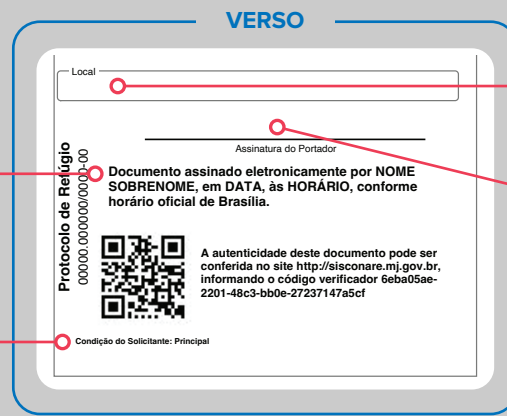 VERSO
Local
Assinatura do Portador
Protocolo de Refúgio
00000.000000/0000-00
Documento assinado eletronicamente por NOME
SOBRENOME, em DATA, às HORÁRIO, conforme
horário oficial de Brasília.
A autenticidade deste documento pode ser
conferida no site http://sisconare.mj.gov.br,
informando o código verificador 6eba05ae-
2201-48c3-bb0e-27237147a5cf
Condição do Solicitante: Principal